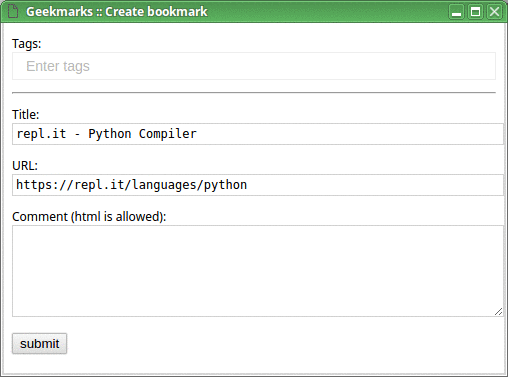 Geekmarks :: Create bookmark
Tags:
Enter tags
Title:
repl.it - Python Compiler
URL:
https://repl.it/languages/python
Comment (html is allowed):
submit